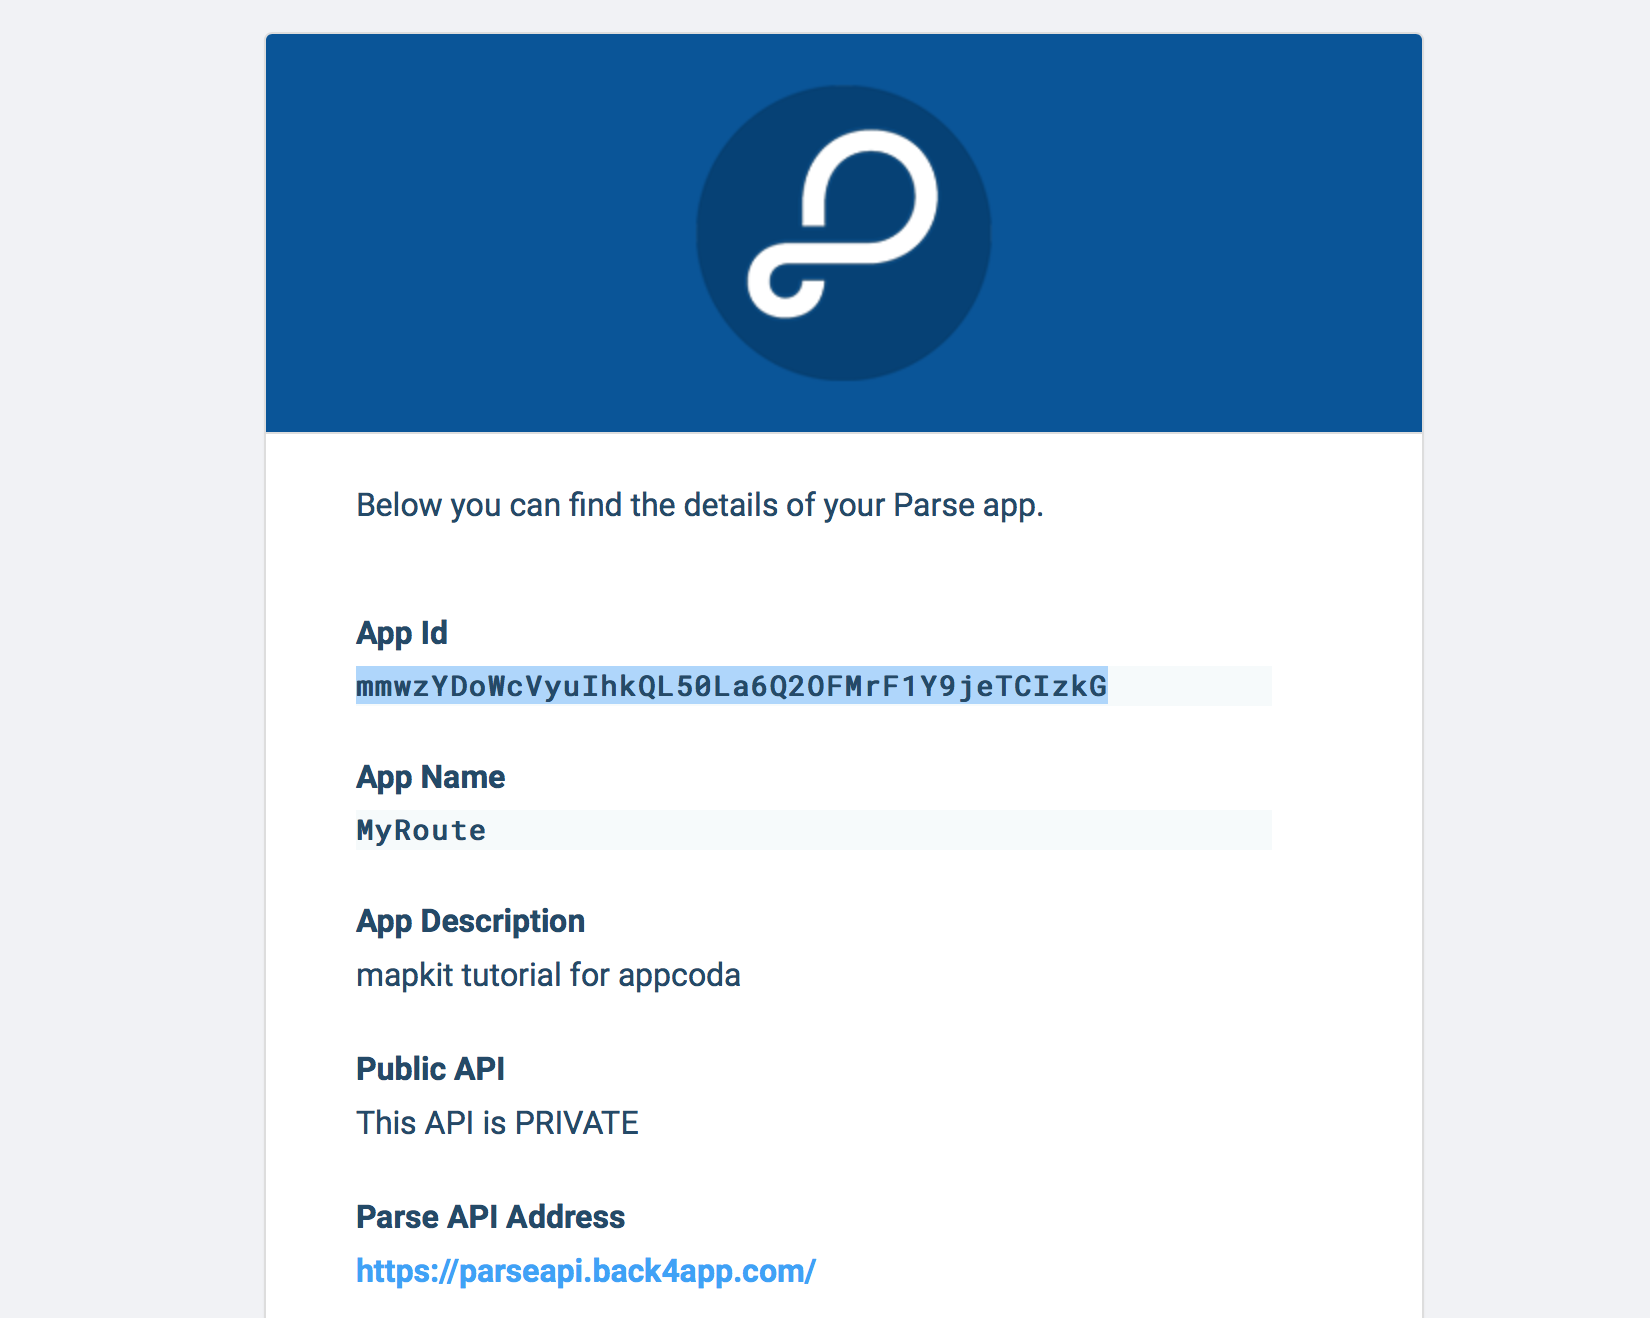 Below you can find the details of your Parse app.
App Id
mmwzYDoWcVyuIhkQL50La6Q2OFMrF1Y9jeTCIzkG
App Name
MyRoute
App Description
mapkit tutorial for appcoda
Public API
This API is PRIVATE
Parse API Address
https://parseapi.back4app.com/